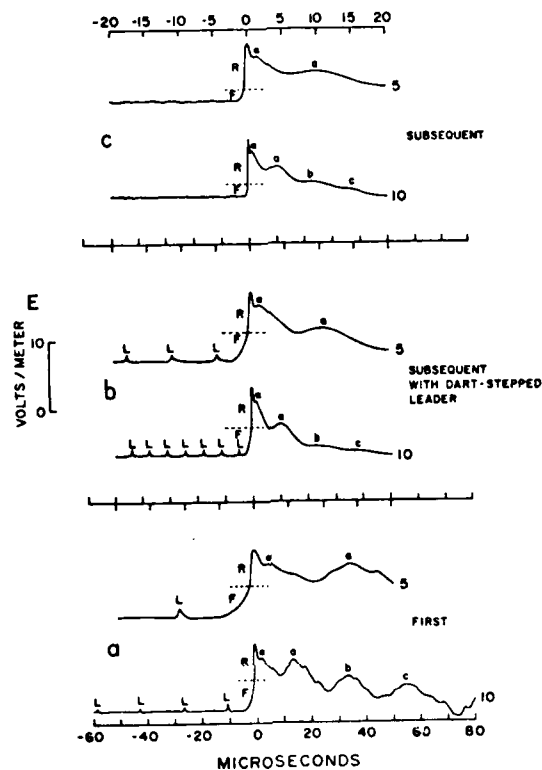 -20 -15 -10 -5 0 5 10 15 20
R a a
F 5
C SUBSEQUENT
R a a b c
F 10
E
L L L R a a
F 5
VOLTS/METER
10
0
SUBSEQUENT
WITH DART-STEPPED
LEADER
b
L L L L L L L R a a b c
F 10
L R a a
F 5
FIRST
a
L L L L R a a b c
F 10
-60 -40 -20 0 20 40 60 80
MICROSECONDS